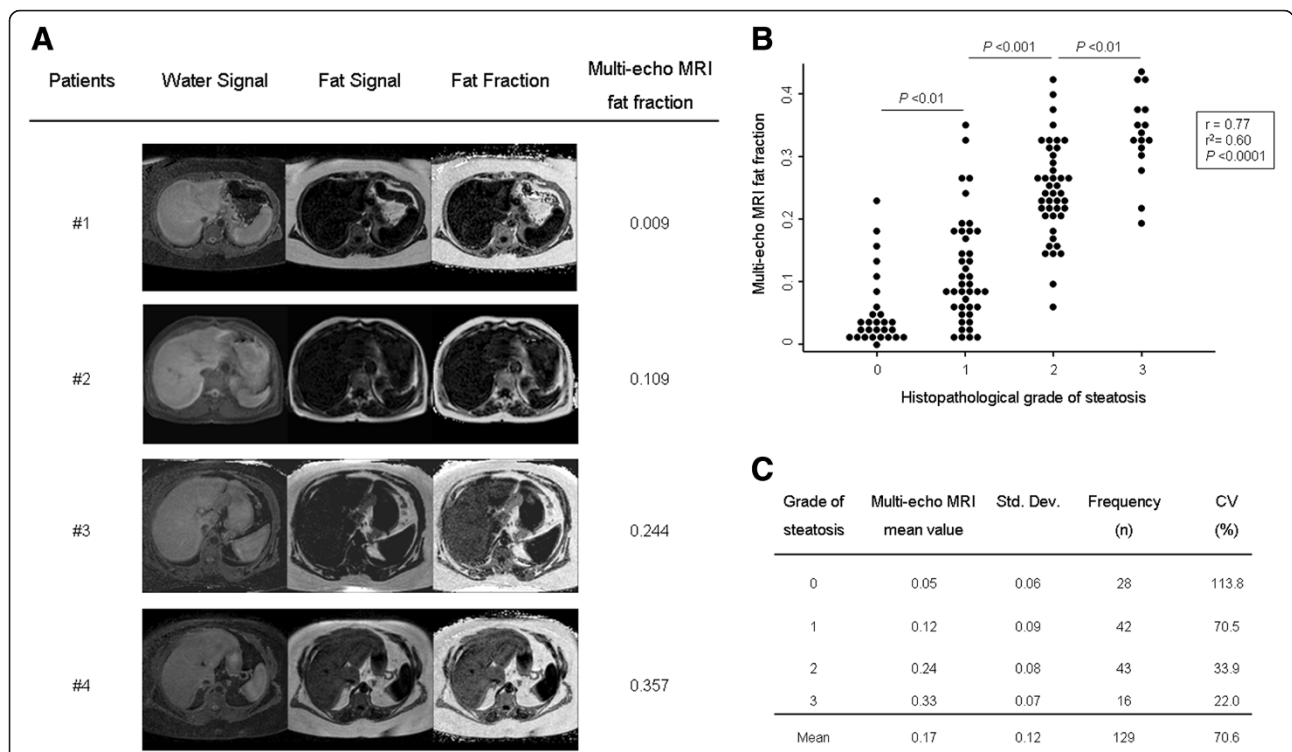 A
Patients Water Signal Fat Signal Fat Fraction Multi-echo MRI
fat fraction
#1 0.009
#2 0.109
#3 0.244
#4 0.357
B
P <0.001 P <0.01
P <0.01
Multi-echo MRI fat fraction
0.4
0.3
0.2
0.1
0
0 1 2 3
Histopathological grade of steatosis
r = 0.77
r²= 0.60
P <0.0001
C
Grade of Multi-echo MRI Std. Dev. Frequency CV
steatosis mean value (n) (%)
0 0.05 0.06 28 113.8
1 0.12 0.09 42 70.5
2 0.24 0.08 43 33.9
3 0.33 0.07 16 22.0
Mean 0.17 0.12 129 70.6